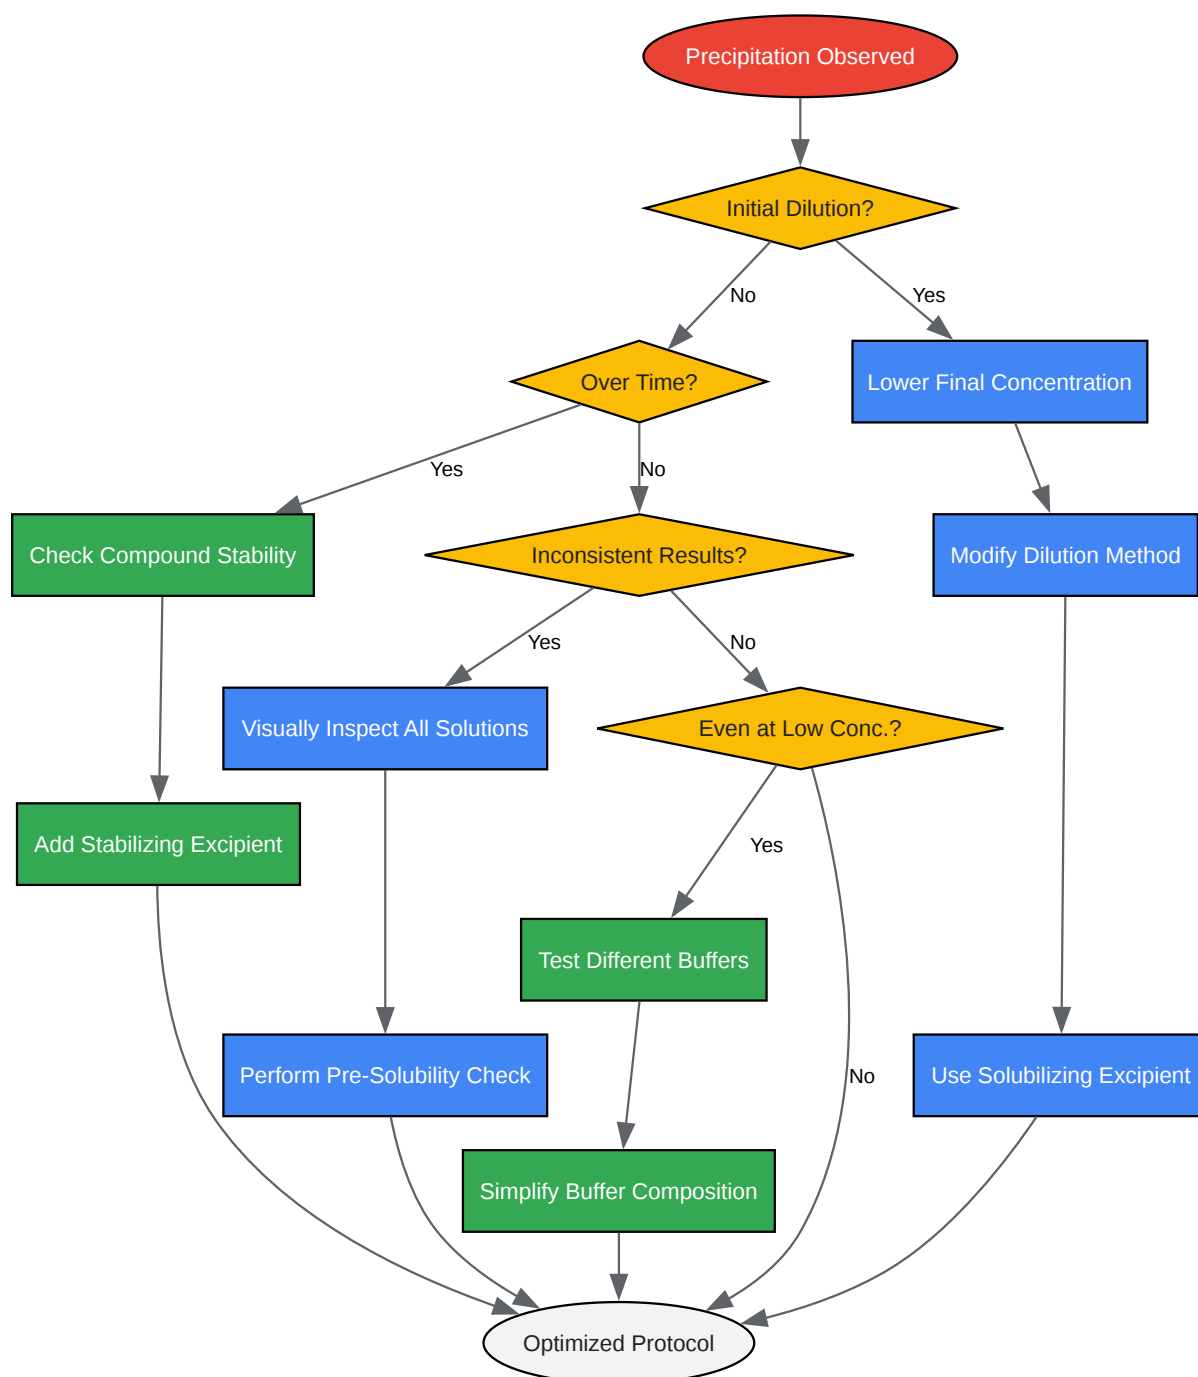 Precipitation Observed
Initial Dilution?
No
Yes
Over Time?
Lower Final Concentration
Yes
No
Check Compound Stability
Inconsistent Results?
Modify Dilution Method
Yes
No
Visually Inspect All Solutions
Even at Low Conc.?
Add Stabilizing Excipient
Yes
Test Different Buffers
Perform Pre-Solubility Check
No
Use Solubilizing Excipient
Simplify Buffer Composition
Optimized Protocol